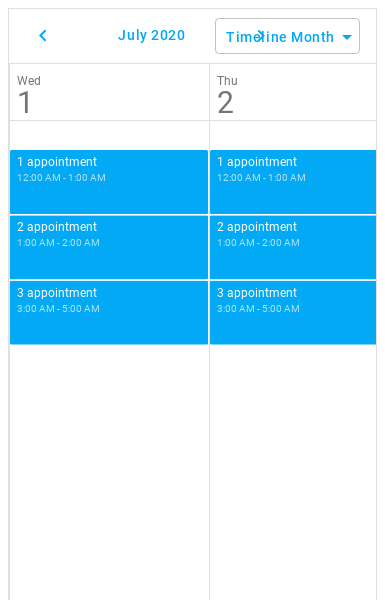 July 2020
Timeline Month
Wed
1
Thu
2
1 appointment
12:00 AM - 1:00 AM
2 appointment
1:00 AM - 2:00 AM
3 appointment
3:00 AM - 5:00 AM
1 appointment
12:00 AM - 1:00 AM
2 appointment
1:00 AM - 2:00 AM
3 appointment
3:00 AM - 5:00 AM